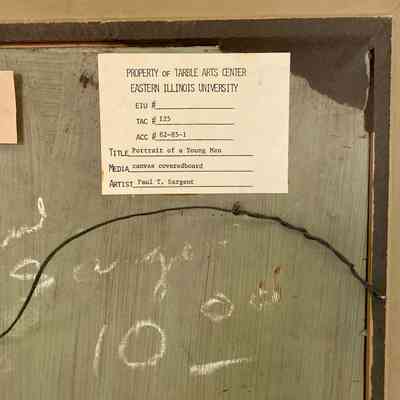 PROPERTY OF TARBLE ARTS CENTER
EASTERN ILLINOIS UNIVERSITY
EIU #
TAC # 125
ACC # 82-85-1
TITLE Portrait of a Young Men
MEDIA canvas coveredboard
ARTIST Paul T. Sargent
10